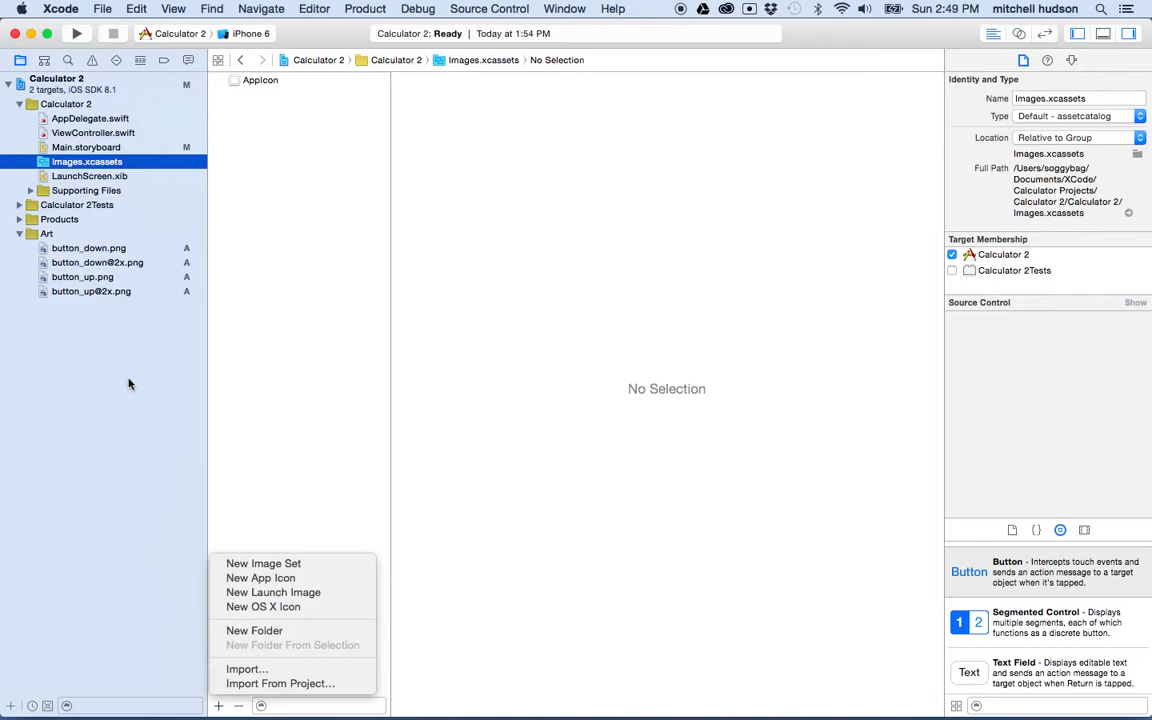 Xcode File Edit View Find Navigate Editor Product Debug Source Control Window Help Sun 2:49 PM mitchell hudson
Calculator 2 iPhone 6
Calculator 2: Ready | Today at 1:54 PM
Calculator 2 Calculator 2 Images.xcassets No Selection
Calculator 2 M
2 targets, iOS SDK 8.1
Calculator 2
AppDelegate.swift
ViewController.swift
Main.storyboard M
Images.xcassets
LaunchScreen.xib
Supporting Files
Calculator 2Tests
Products
Art
button_down.png A
button_down@2x.png A
button_up.png A
button_up@2x.png A
AppIcon
No Selection
New Image Set
New App Icon
New Launch Image
New OS X Icon
New Folder
New Folder From Selection
Import...
Import From Project...
Identity and Type
Name Images.xcassets
Type Default - assetcatalog
Location Relative to Group
Images.xcassets
Full Path /Users/soggybag/
Documents/XCode/
Calculator Projects/
Calculator 2/Calculator 2/
Images.xcassets
Target Membership
Calculator 2
Calculator 2Tests
Source Control Show
Button Button - Intercepts touch events and
sends an action message to a target
object when it's tapped.
1 2 Segmented Control - Displays
multiple segments, each of which
functions as a discrete button.
Text Text Field - Displays editable text
and sends an action message to a
target object when Return is tapped.